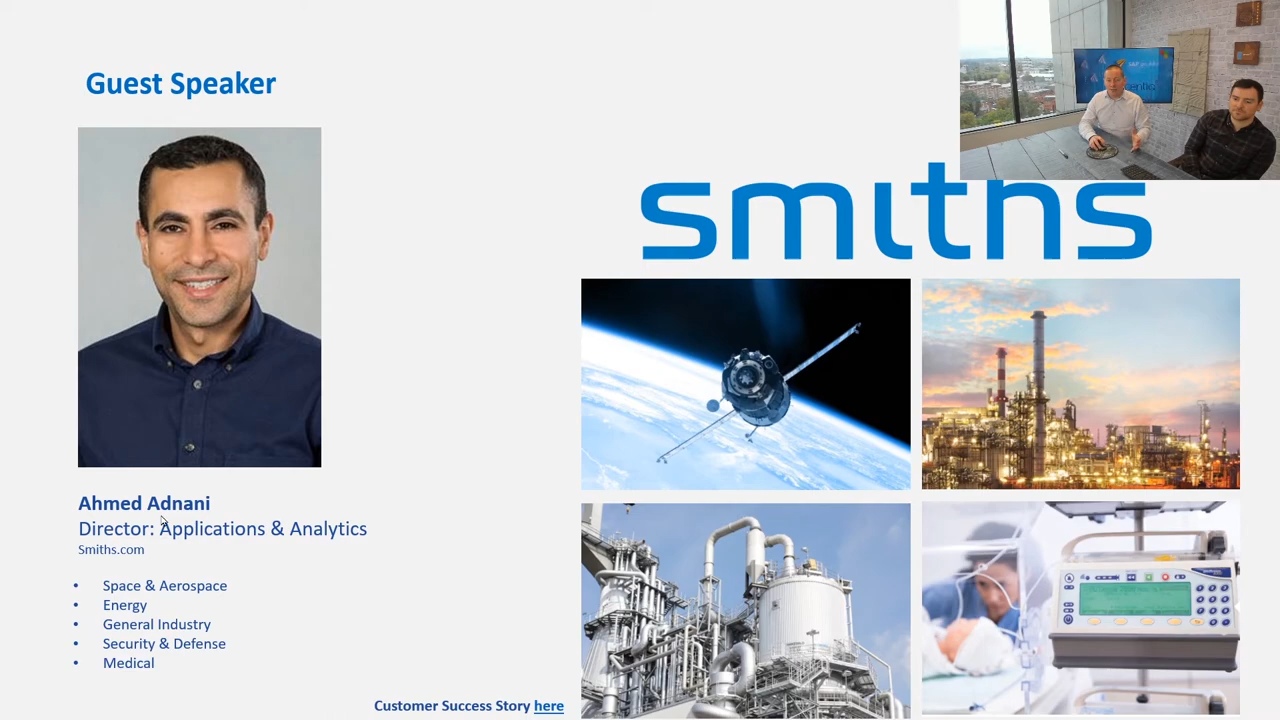 Guest Speaker
smiths
Ahmed Adnani
Director: Applications & Analytics
Smiths.com
• Space & Aerospace
• Energy
• General Industry
• Security & Defense
• Medical
Customer Success Story here